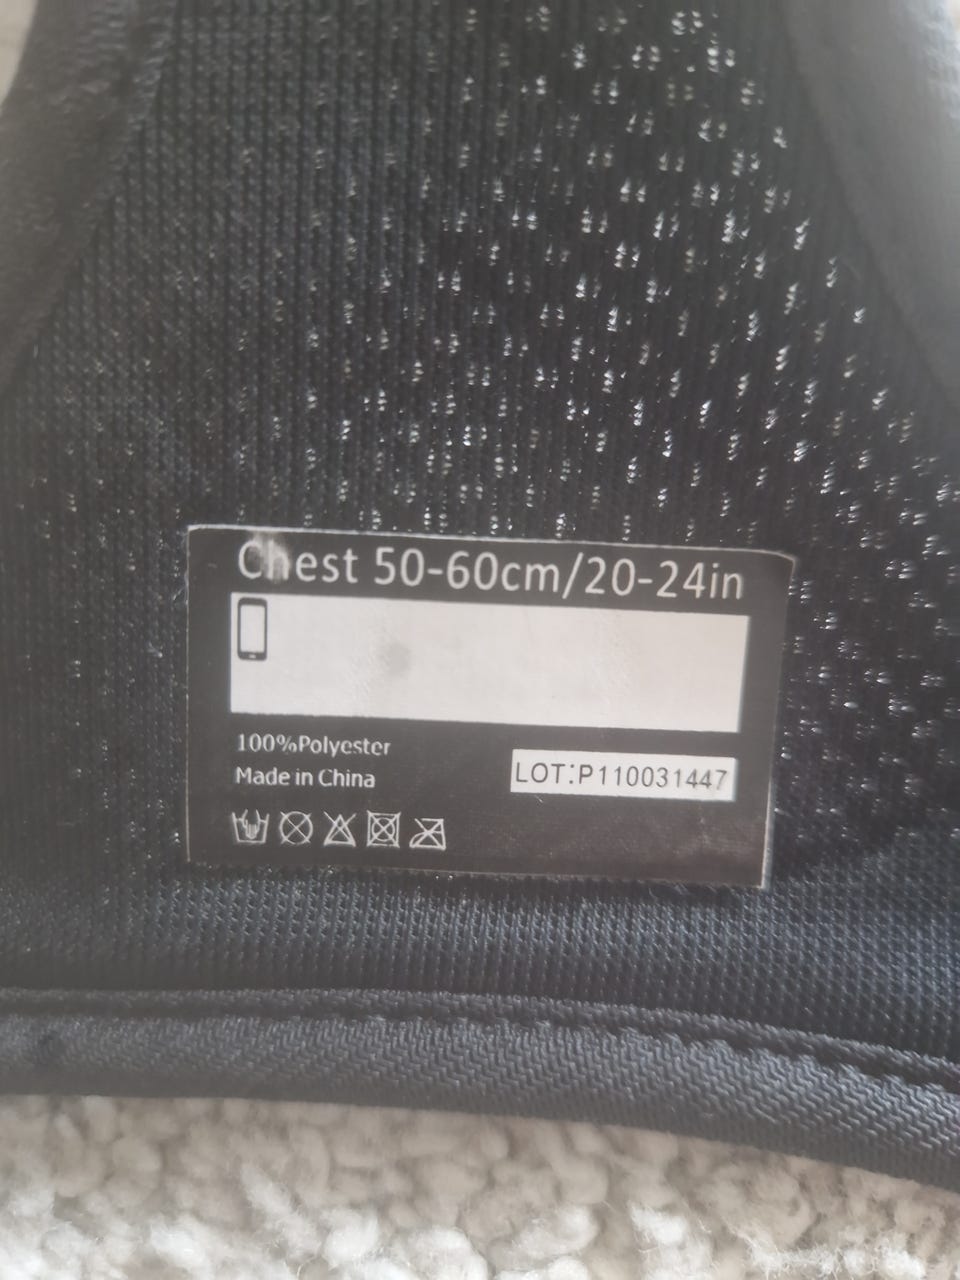 Chest 50-60cm/20-24in
100%Polyester
Made in China
LOT:P110031447